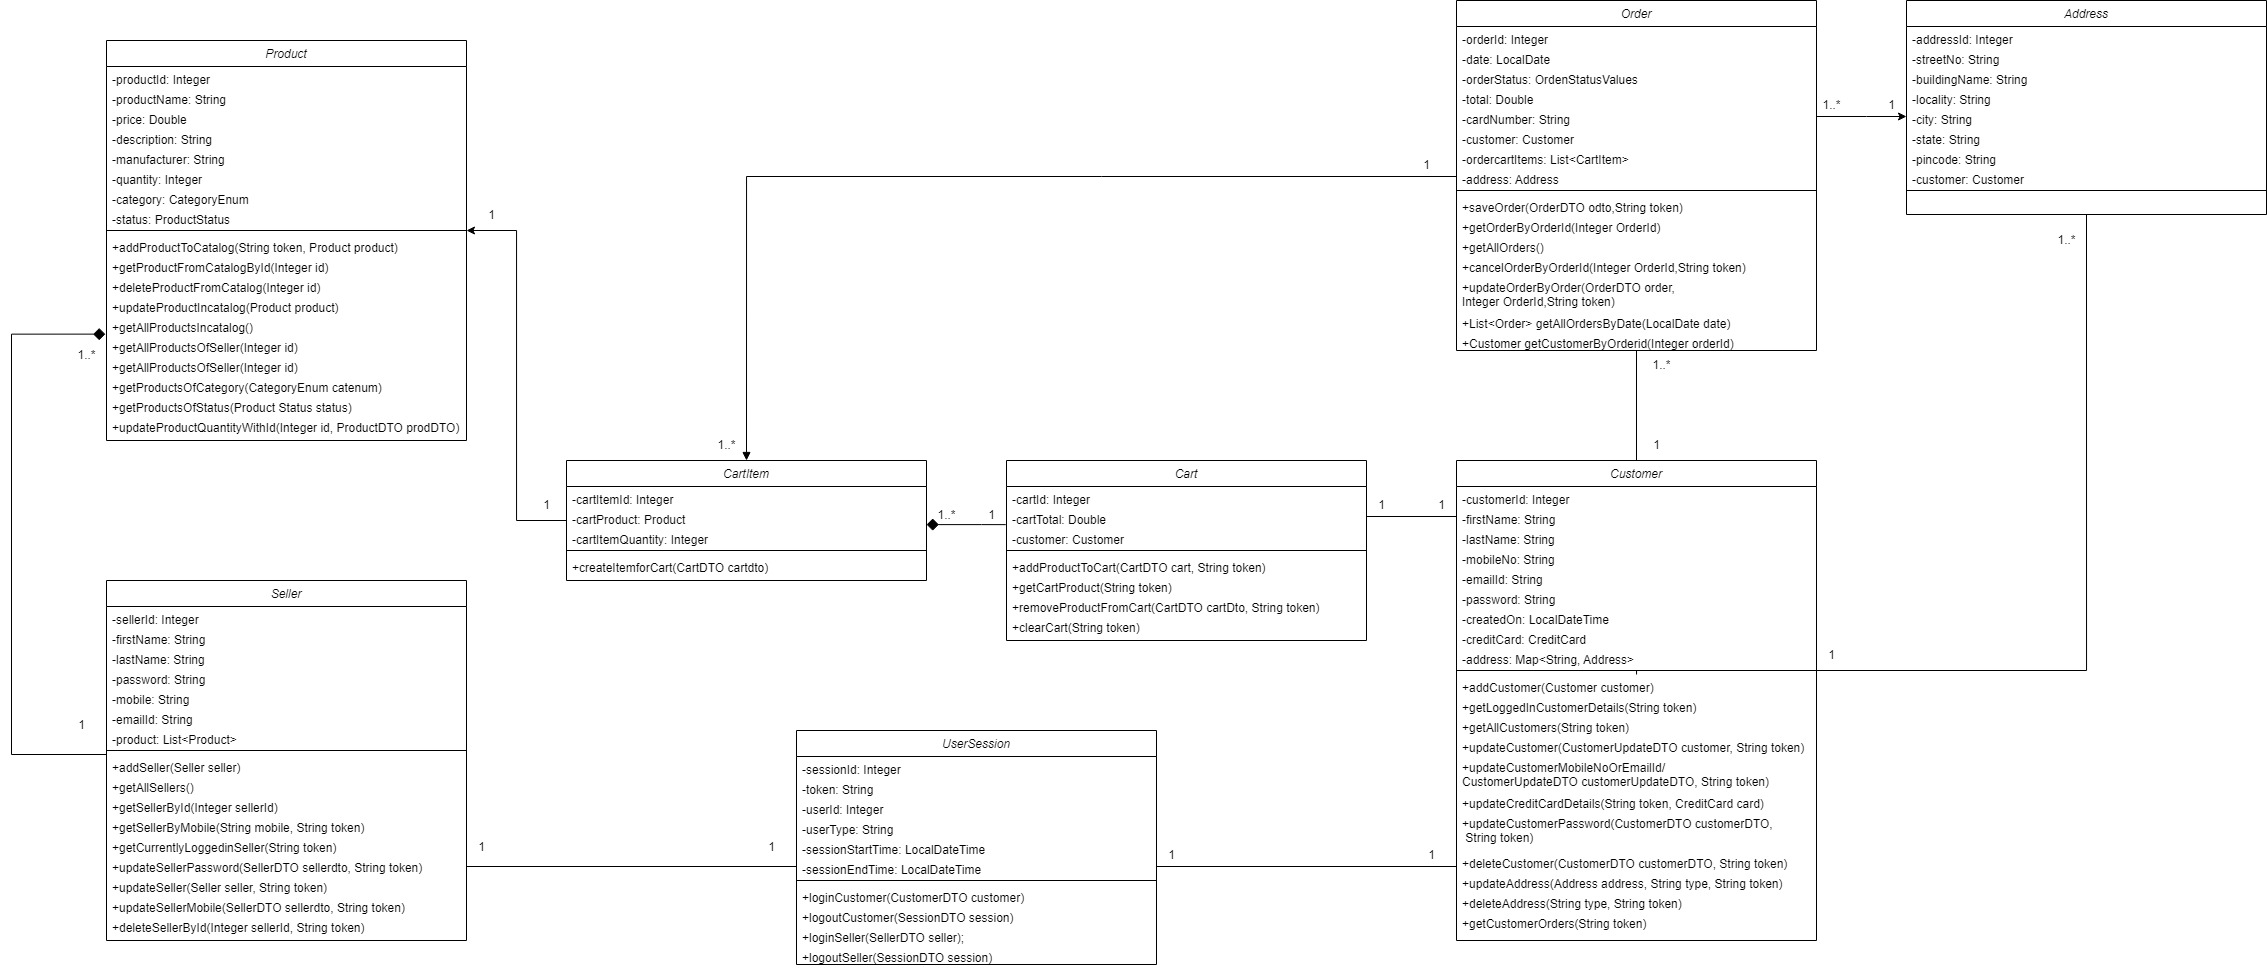 Product
-productId: Integer
-productName: String
-price: Double
-description: String
-manufacturer: String
-quantity: Integer
-category: CategoryEnum
-status: ProductStatus
+addProductToCatalog(String token, Product product)
+getProductFromCatalogById(Integer id)
+deleteProductFromCatalog(Integer id)
+updateProductIncatalog(Product product)
+getAllProductsIncatalog()
+getAllProductsOfSeller(Integer id)
+getAllProductsOfSeller(Integer id)
+getProductsOfCategory(CategoryEnum catenum)
+getProductsOfStatus(Product Status status)
+updateProductQuantityWithId(Integer id, ProductDTO prodDTO)
1..*
1
1
1
Seller
-sellerId: Integer
-firstName: String
-lastName: String
-password: String
-mobile: String
-emailId: String
-product: List<Product>
+addSeller(Seller seller)
+getAllSellers()
+getSellerById(Integer sellerId)
+getSellerByMobile(String mobile, String token)
+getCurrentlyLoggedinSeller(String token)
+updateSellerPassword(SellerDTO sellerdto, String token)
+updateSeller(Seller seller, String token)
+updateSellerMobile(SellerDTO sellerdto, String token)
+deleteSellerById(Integer sellerId, String token)
1
1
CartItem
-cartItemId: Integer
-cartProduct: Product
-cartItemQuantity: Integer
+createItemforCart(CartDTO cartdto)
1..*
1..*
1
Cart
-cartId: Integer
-cartTotal: Double
-customer: Customer
+addProductToCart(CartDTO cart, String token)
+getCartProduct(String token)
+removeProductFromCart(CartDTO cartDto, String token)
+clearCart(String token)
1
1
UserSession
-sessionId: Integer
-token: String
-userId: Integer
-userType: String
-sessionStartTime: LocalDateTime
-sessionEndTime: LocalDateTime
+loginCustomer(CustomerDTO customer)
+logoutCustomer(SessionDTO session)
+loginSeller(SellerDTO seller);
+logoutSeller(SessionDTO session)
1
1
Order
-orderId: Integer
-date: LocalDate
-orderStatus: OrdenStatusValues
-total: Double
-cardNumber: String
-customer: Customer
-ordercartItems: List<CartItem>
-address: Address
+saveOrder(OrderDTO odto,String token)
+getOrderByOrderId(Integer OrderId)
+getAllOrders()
+cancelOrderByOrderId(Integer OrderId,String token)
+updateOrderByOrder(OrderDTO order,
Integer OrderId,String token)
+List<Order> getAllOrdersByDate(LocalDate date)
+Customer getCustomerByOrderid(Integer orderId)
1
1..*
1
1..*
1
Customer
-customerId: Integer
-firstName: String
-lastName: String
-mobileNo: String
-emailId: String
-password: String
-createdOn: LocalDateTime
-creditCard: CreditCard
-address: Map<String, Address>
+addCustomer(Customer customer)
+getLoggedInCustomerDetails(String token)
+getAllCustomers(String token)
+updateCustomer(CustomerUpdateDTO customer, String token)
+updateCustomerMobileNoOrEmailId/
CustomerUpdateDTO customerUpdateDTO, String token)
+updateCreditCardDetails(String token, CreditCard card)
+updateCustomerPassword(CustomerDTO customerDTO,
String token)
+deleteCustomer(CustomerDTO customerDTO, String token)
+updateAddress(Address address, String type, String token)
+deleteAddress(String type, String token)
+getCustomerOrders(String token)
1
Address
-addressId: Integer
-streetNo: String
-buildingName: String
-locality: String
-city: String
-state: String
-pincode: String
-customer: Customer
1..*